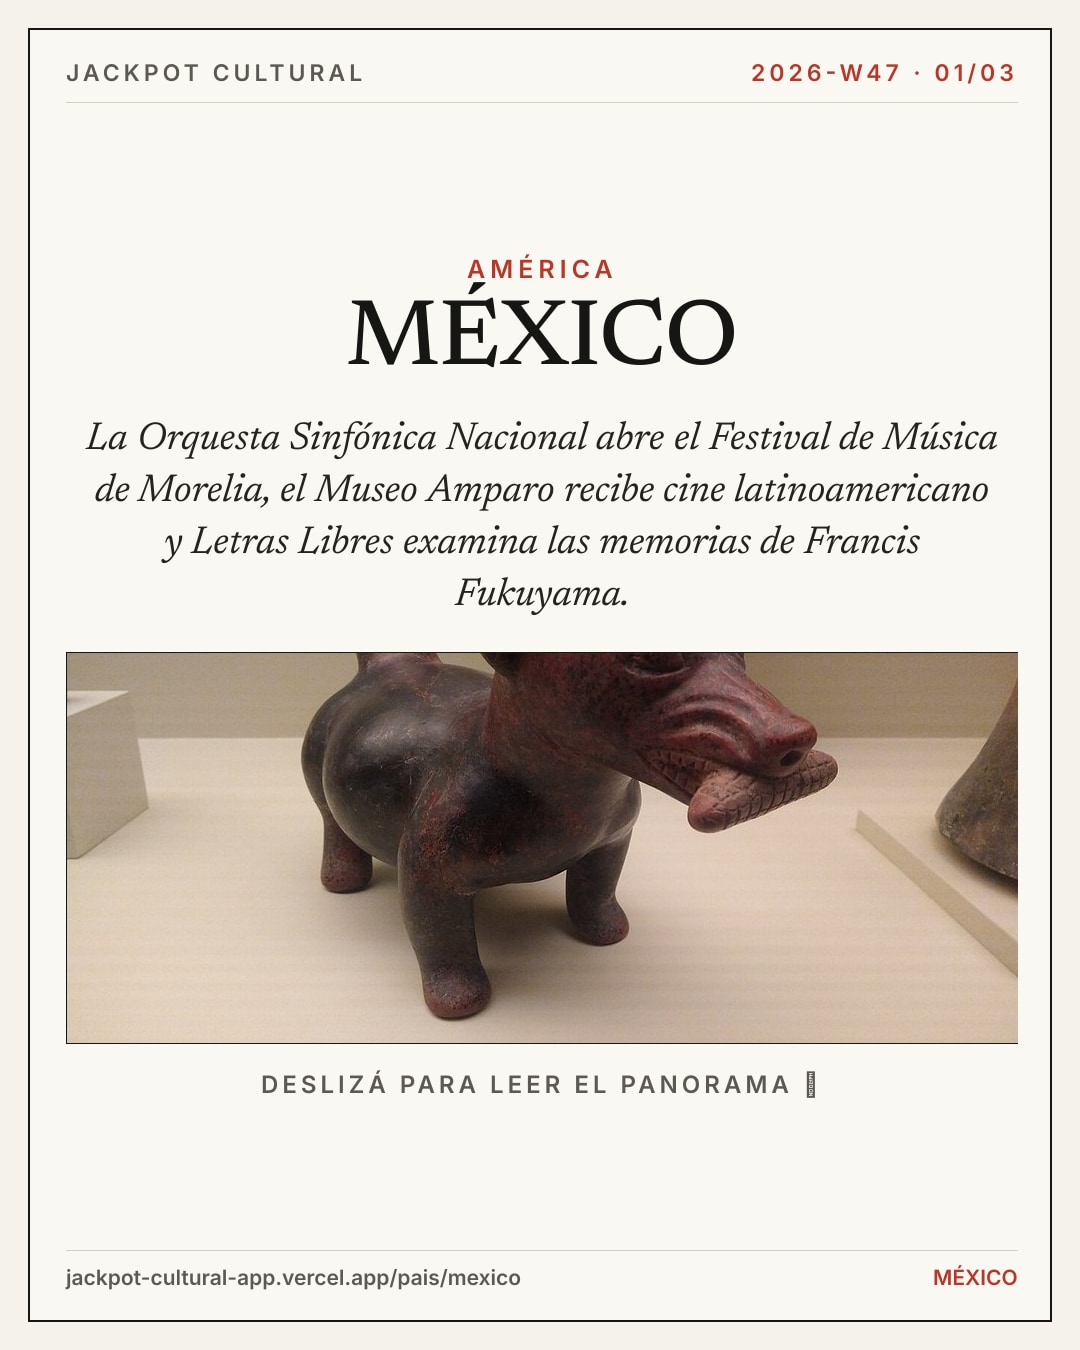 JACKPOT CULTURAL
2026-W47 · 01/03
AMÉRICA
MÉXICO
La Orquesta Sinfónica Nacional abre el Festival de Música
de Morelia, el Museo Amparo recibe cine latinoamericano
y Letras Libres examina las memorias de Francis
Fukuyama.
DESLIZÁ PARA LEER EL PANORAMA
jackpot-cultural-app.vercel.app/pais/mexico
MÉXICO